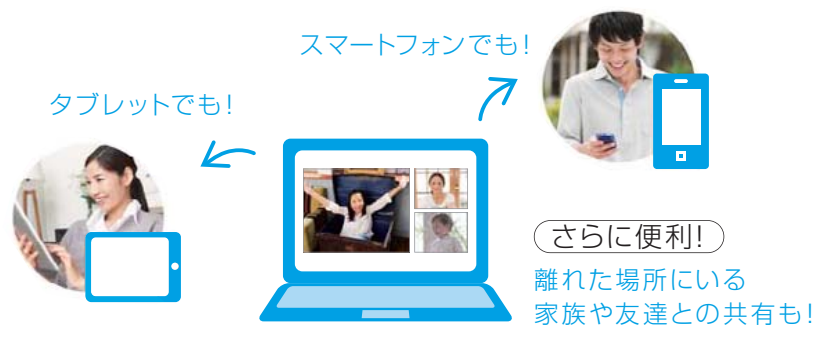 スマートフォンでも!
タブレットでも!
さらに便利!
離れた場所にいる
家族や友達との共有も!